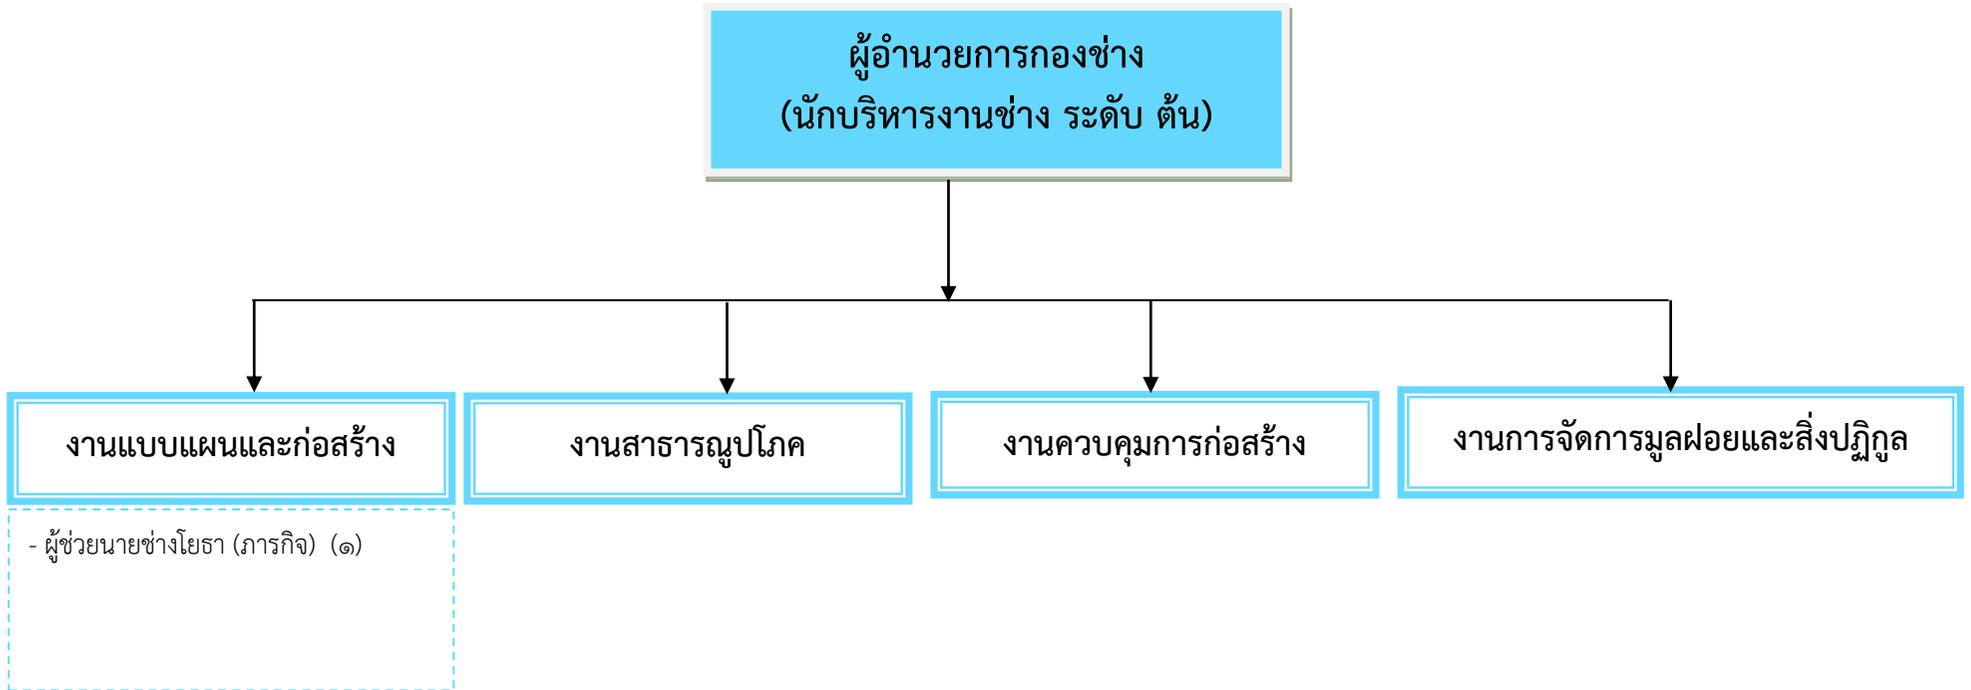 ผู้อำนวยการกองช่าง
(นักบริหารงานช่าง ระดับ ต้น)
งานแบบแผนและก่อสร้าง
งานสาธารณูปโภค
งานควบคุมการก่อสร้าง
งานการจัดการมูลฝอยและสิ่งปฏิกูล
- ผู้ช่วยนายช่างโยธา (ภารกิจ) (๑)